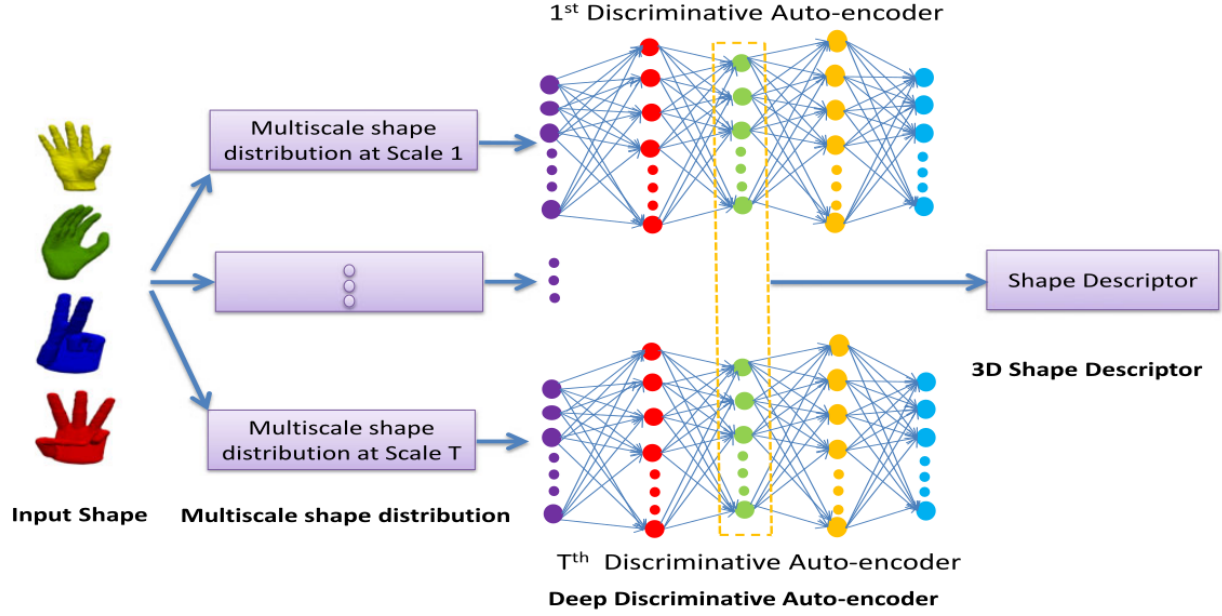 1st Discriminative Auto-encoder
Multiscale shape
distribution at Scale 1
Shape Descriptor
3D Shape Descriptor
Multiscale shape
distribution at Scale T
Input Shape
Multiscale shape distribution
Tth Discriminative Auto-encoder
Deep Discriminative Auto-encoder